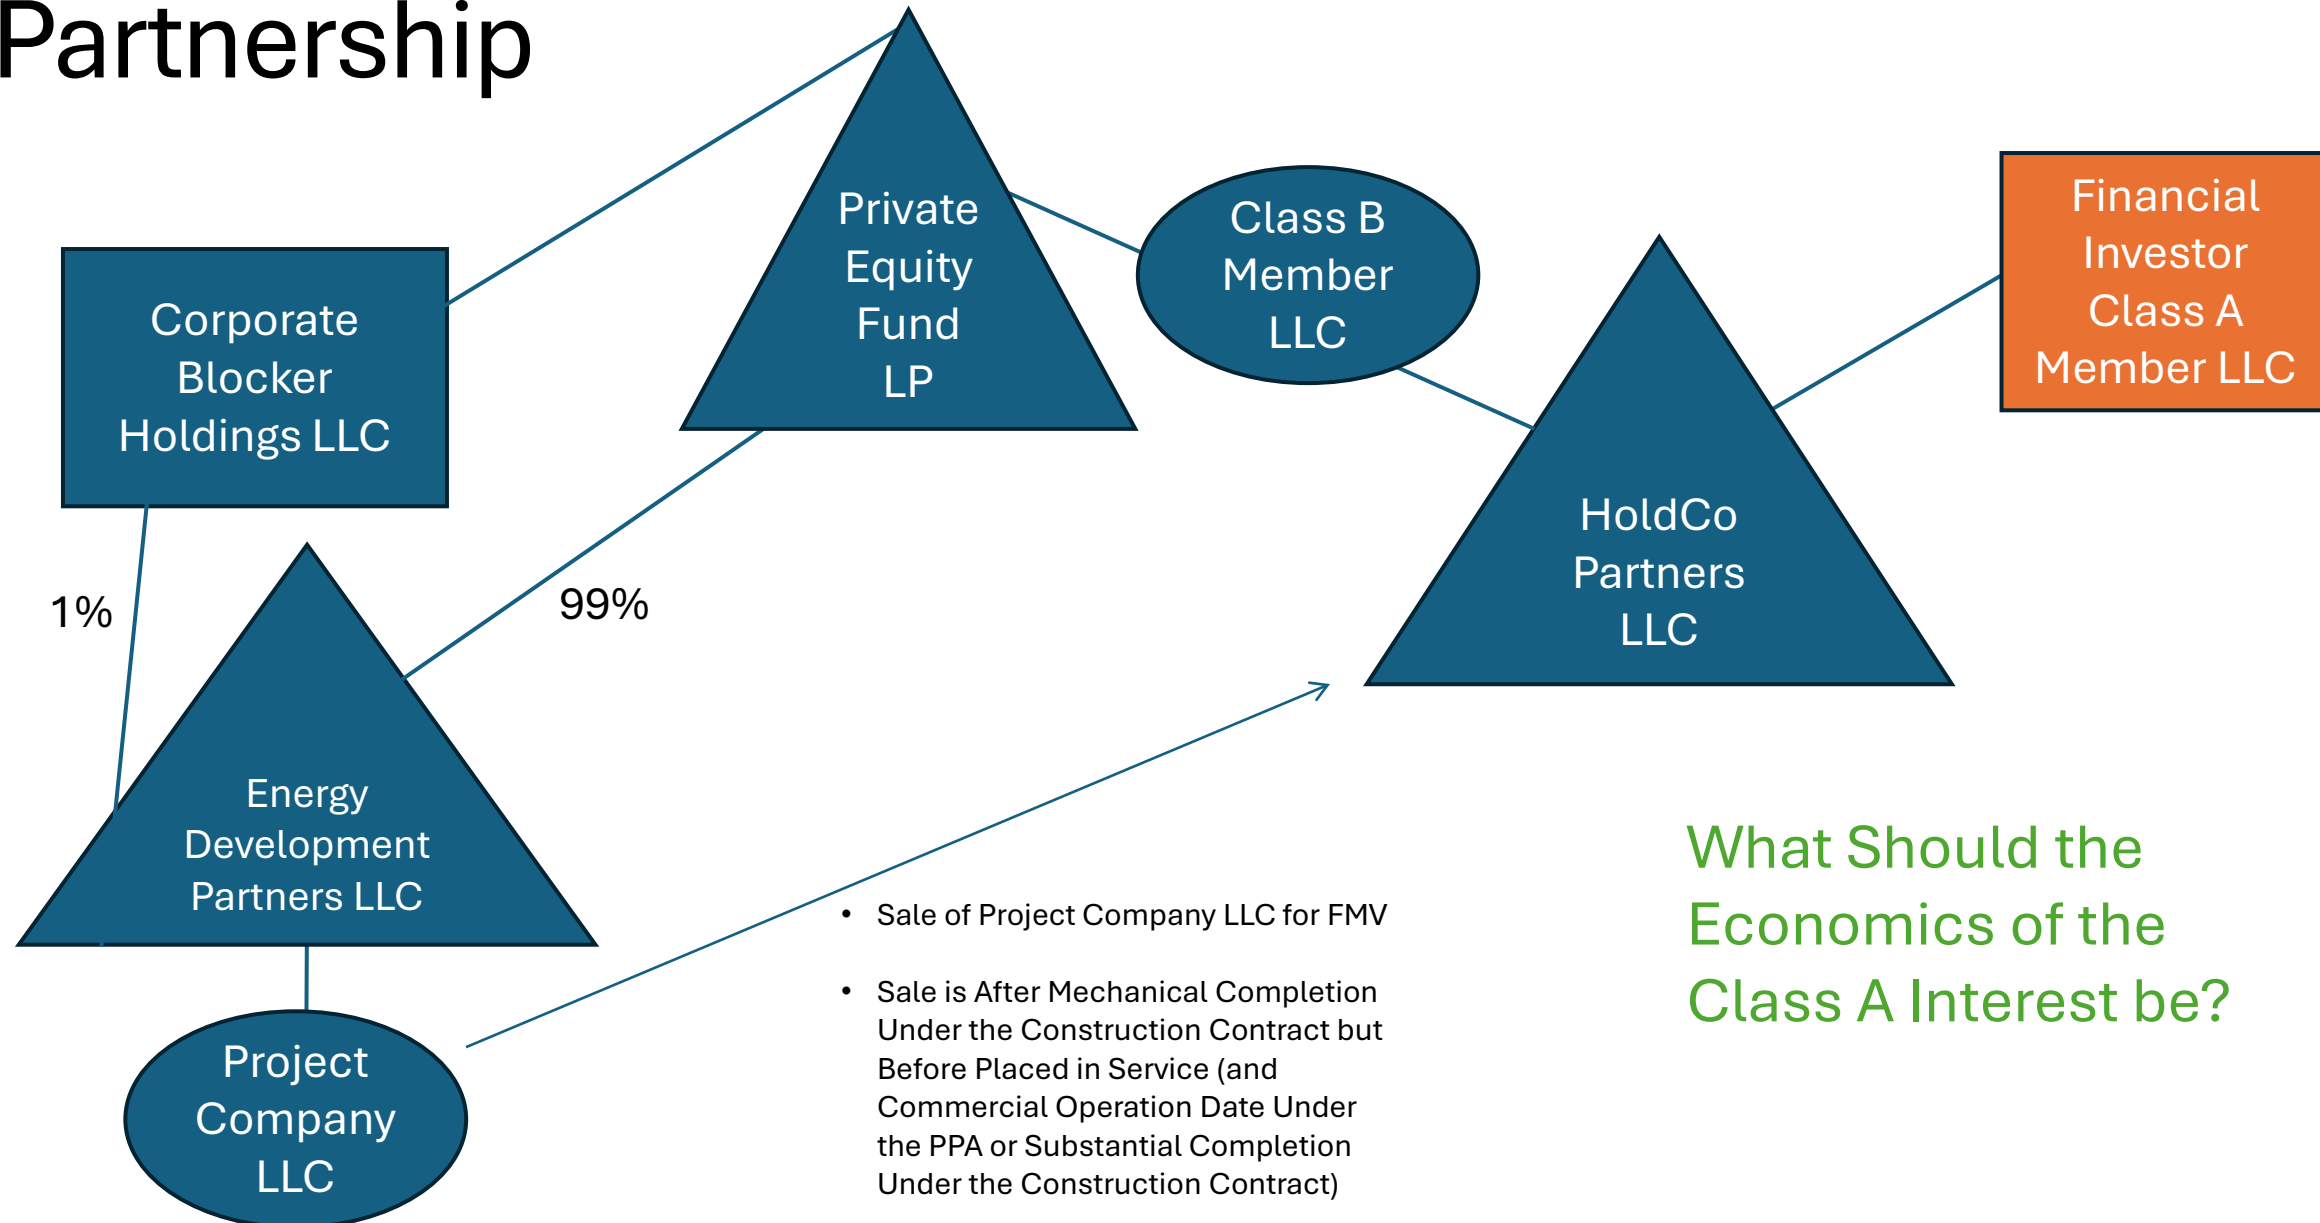 Partnership
Private
Equity
Fund
LP
Class B
Member
LLC
Financial
Investor
Class A
Member LLC
Corporate
Blocker
Holdings LLC
HoldCo
Partners
LLC
1%
99%
Energy
Development
Partners LLC
Project
Company
LLC
• Sale of Project Company LLC for FMV
• Sale is After Mechanical Completion
Under the Construction Contract but
Before Placed in Service (and
Commercial Operation Date Under
the PPA or Substantial Completion
Under the Construction Contract)
What Should the
Economics of the
Class A Interest be?